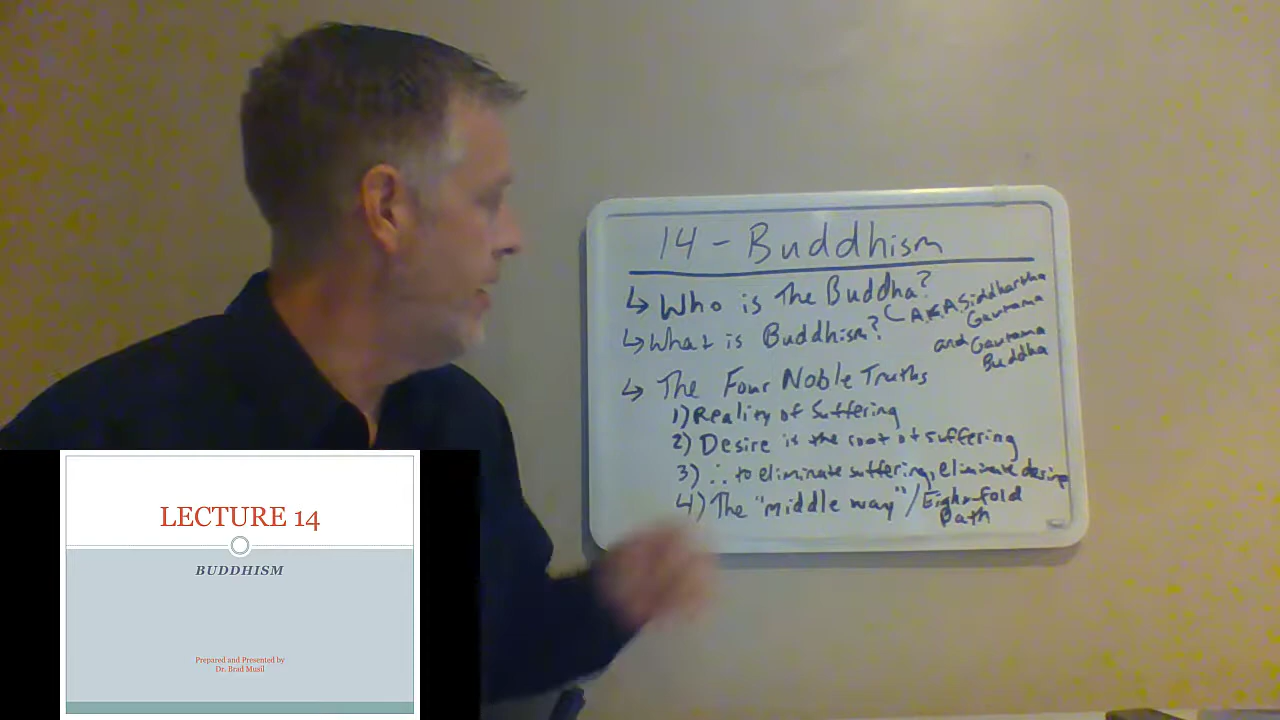 14 - Buddhism
↳ Who is The Buddha?
A.K.A. Siddhartha
Gautama
and Gautama
Buddha
↳ What is Buddhism?
↳ The Four Noble Truths
1) Reality of Suffering
2) Desire is the root of suffering
3) ∴ to eliminate suffering, eliminate desire
4) The "middle way" / Eigh-fold
Path
LECTURE 14
BUDDHISM
Prepared and Presented by
Dr. Brad Musil